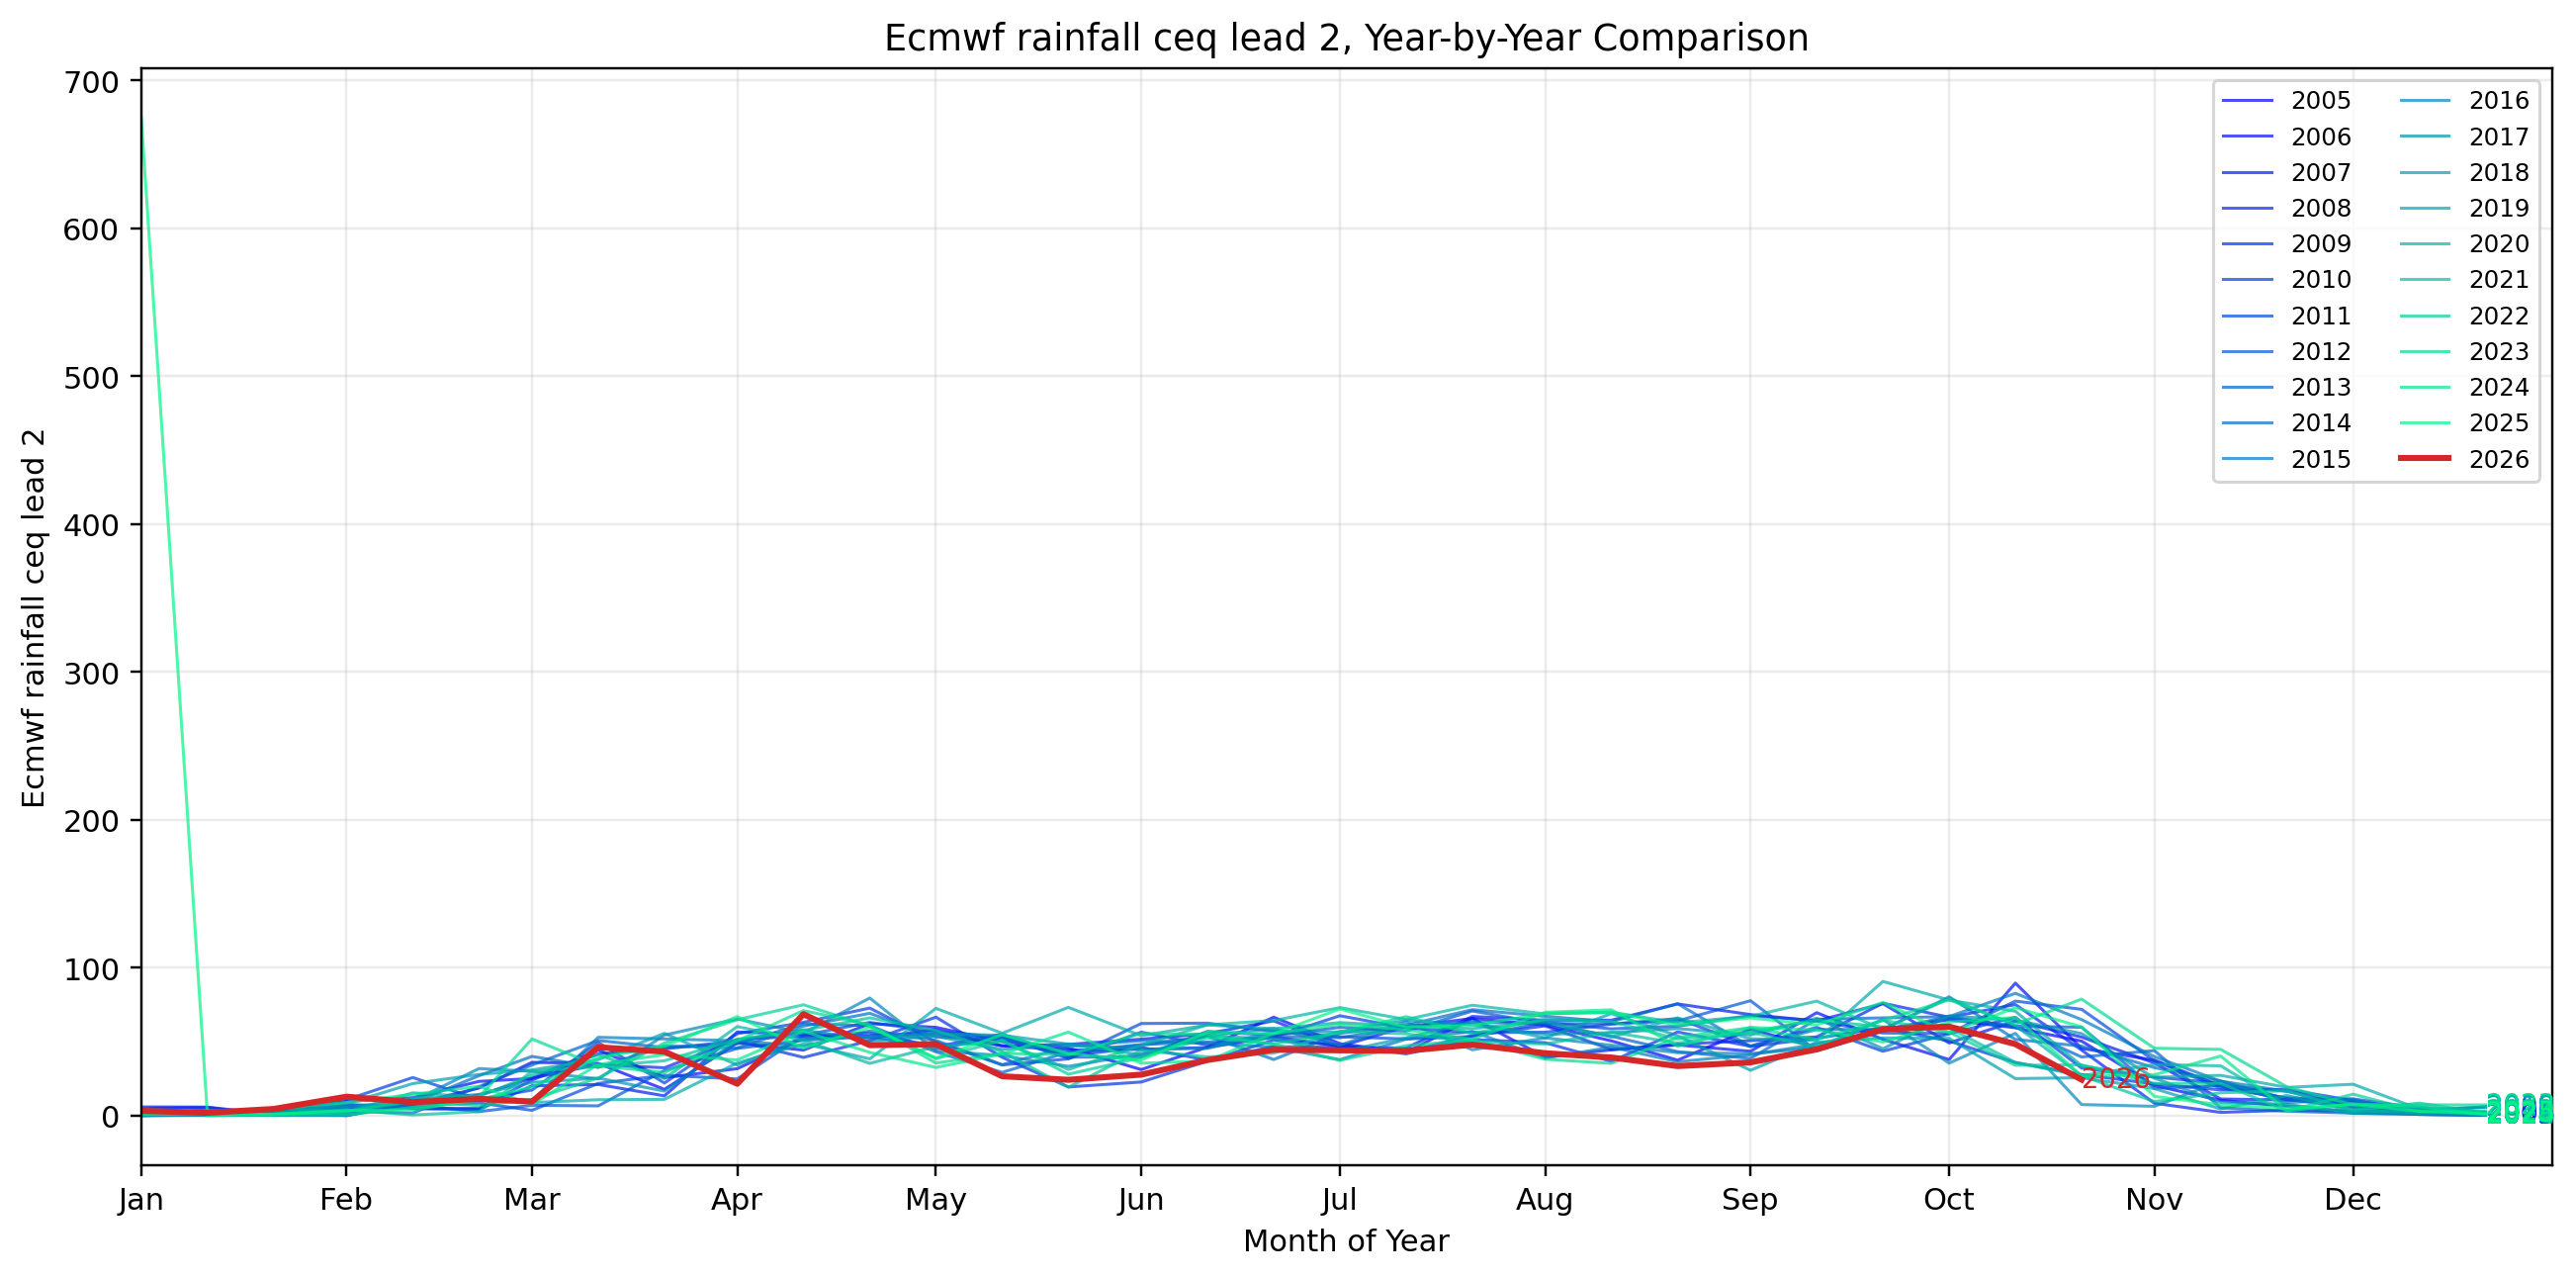 Ecmwf rainfall ceq lead 2, Year-by-Year Comparison
Ecmwf rainfall ceq lead 2
700
600
500
400
300
200
100
0
2005
2006
2007
2008
2009
2010
2011
2012
2013
2014
2015
2016
2017
2018
2019
2020
2021
2022
2023
2024
2025
2026
2026
Jan
Feb
Mar
Apr
May
Jun
Jul
Aug
Sep
Oct
Nov
Dec
Month of Year